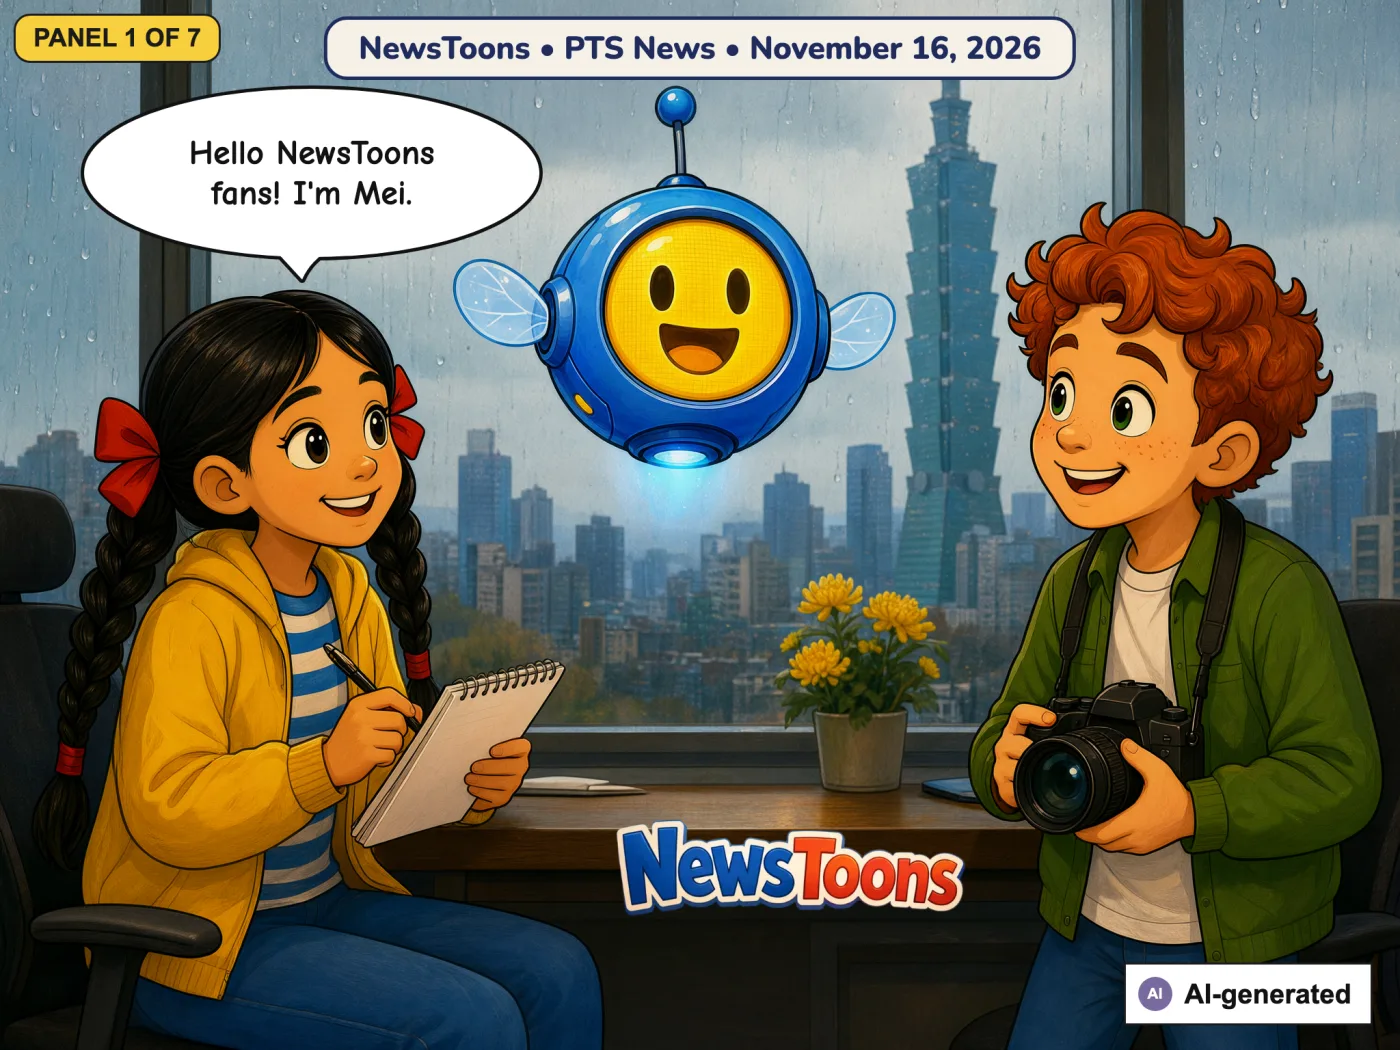 PANEL 1 OF 7
NewsToons • PTS News • November 16, 2026
Hello NewsToons
fans! I'm Mei.
NewsToons
AI AI-generated